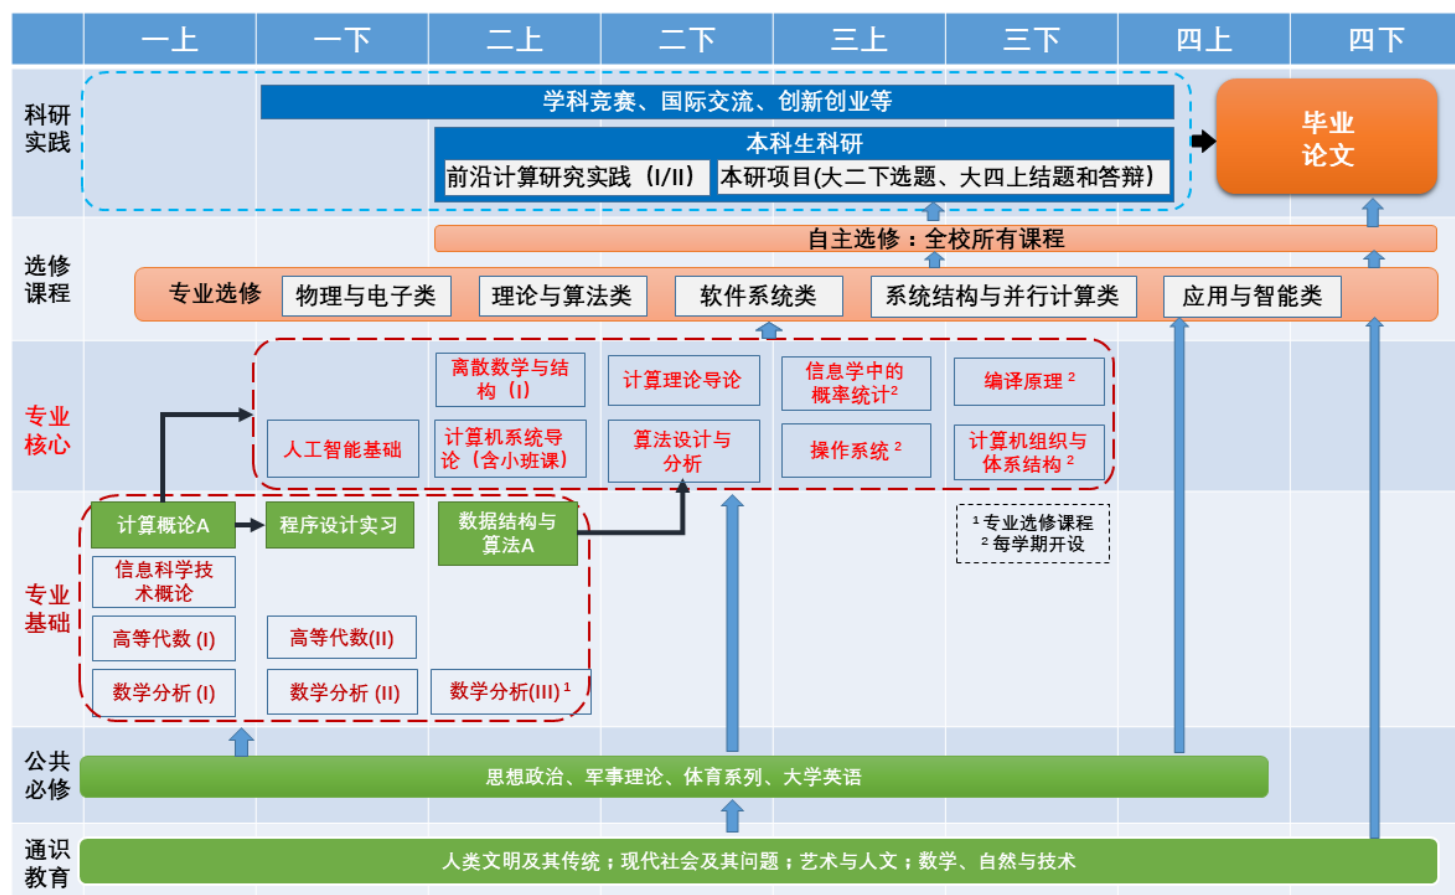 一上
一下
二上
二下
三上
三下
四上
四下
科研
实践
学科竞赛、国际交流、创新创业等
本科生科研
前沿计算研究实践（I/II）
本研项目(大二下选题、大四上结题和答辩）
毕业
论文
选修
课程
自主选修：全校所有课程
专业选修
物理与电子类
理论与算法类
软件系统类
系统结构与并行计算类
应用与智能类
专业
核心
离散数学与结
构（I）
计算理论导论
信息学中的
概率统计²
编译原理 ²
人工智能基础
计算机系统导
论（含小班课）
算法设计与
分析
操作系统 ²
计算机组织与
体系结构 ²
专业
基础
计算概论A
程序设计实习
数据结构与
算法A
¹ 专业选修课程
² 每学期开设
信息科学技
术概论
高等代数 (I)
高等代数(II)
数学分析 (I)
数学分析 (II)
数学分析(III) ¹
公共
必修
思想政治、军事理论、体育系列、大学英语
通识
教育
人类文明及其传统；现代社会及其问题；艺术与人文；数学、自然与技术